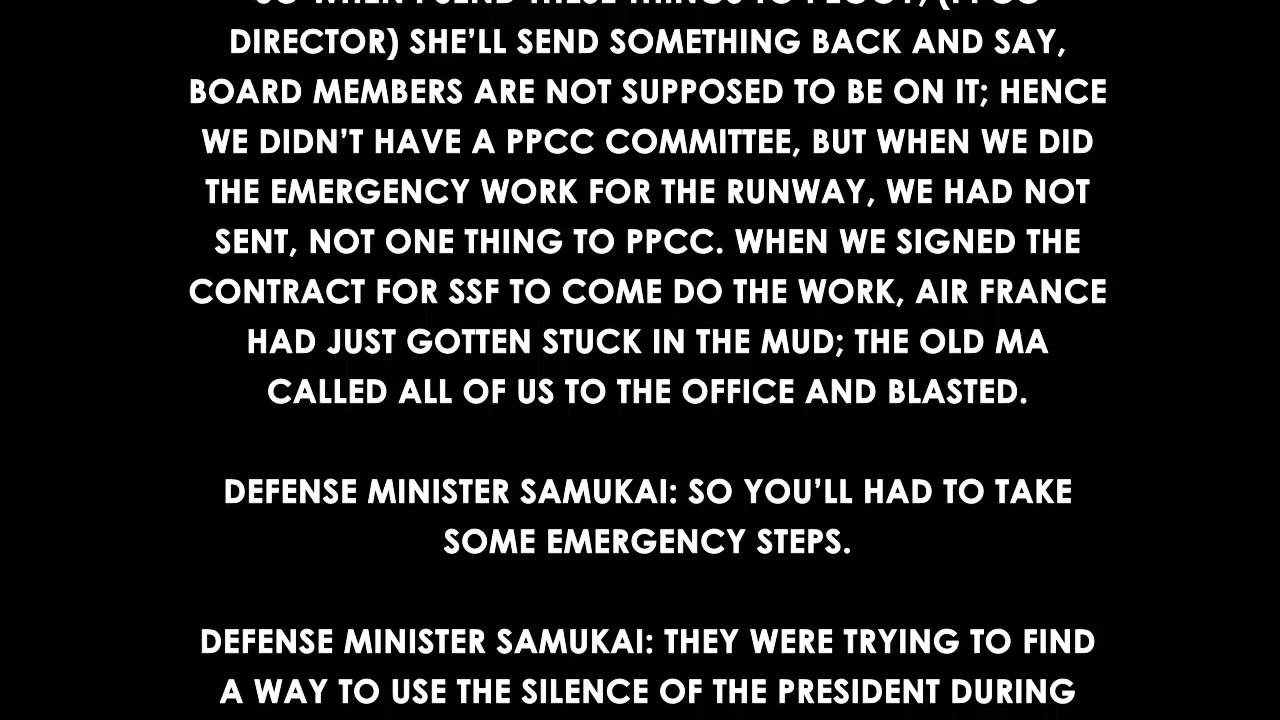 SO WHEN I SEND THESE THINGS TO PEGGY, (PPCC
DIRECTOR) SHE’LL SEND SOMETHING BACK AND SAY,
BOARD MEMBERS ARE NOT SUPPOSED TO BE ON IT; HENCE
WE DIDN’T HAVE A PPCC COMMITTEE, BUT WHEN WE DID
THE EMERGENCY WORK FOR THE RUNWAY, WE HAD NOT
SENT, NOT ONE THING TO PPCC. WHEN WE SIGNED THE
CONTRACT FOR SSF TO COME DO THE WORK, AIR FRANCE
HAD JUST GOTTEN STUCK IN THE MUD; THE OLD MA
CALLED ALL OF US TO THE OFFICE AND BLASTED.
DEFENSE MINISTER SAMUKAI: SO YOU’LL HAD TO TAKE
SOME EMERGENCY STEPS.
DEFENSE MINISTER SAMUKAI: THEY WERE TRYING TO FIND
A WAY TO USE THE SILENCE OF THE PRESIDENT DURING